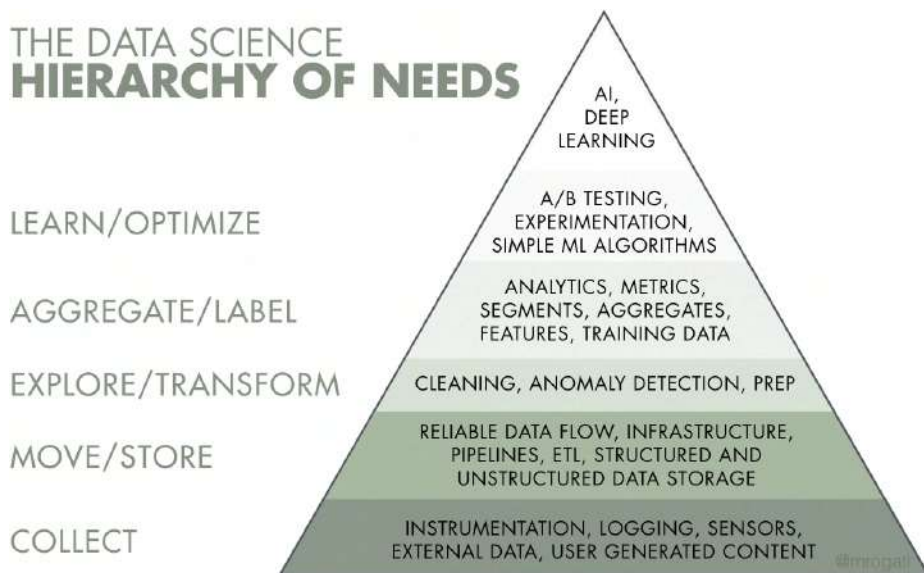 THE DATA SCIENCE
HIERARCHY OF NEEDS
AI,
DEEP
LEARNING
LEARN/OPTIMIZE
A/B TESTING,
EXPERIMENTATION,
SIMPLE ML ALGORITHMS
AGGREGATE/LABEL
ANALYTICS, METRICS,
SEGMENTS, AGGREGATES,
FEATURES, TRAINING DATA
EXPLORE/TRANSFORM
CLEANING, ANOMALY DETECTION, PREP
MOVE/STORE
RELIABLE DATA FLOW, INFRASTRUCTURE,
PIPELINES, ETL, STRUCTURED AND
UNSTRUCTURED DATA STORAGE
COLLECT
INSTRUMENTATION, LOGGING, SENSORS,
EXTERNAL DATA, USER GENERATED CONTENT